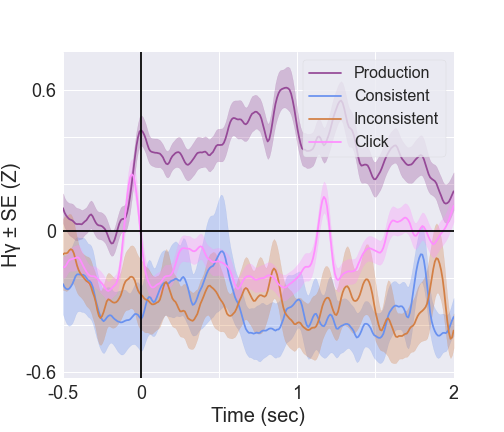 Production
Consistent
Inconsistent
Click
0.6
0
-0.6
Hγ ± SE (Z)
-0.5
0
1
2
Time (sec)